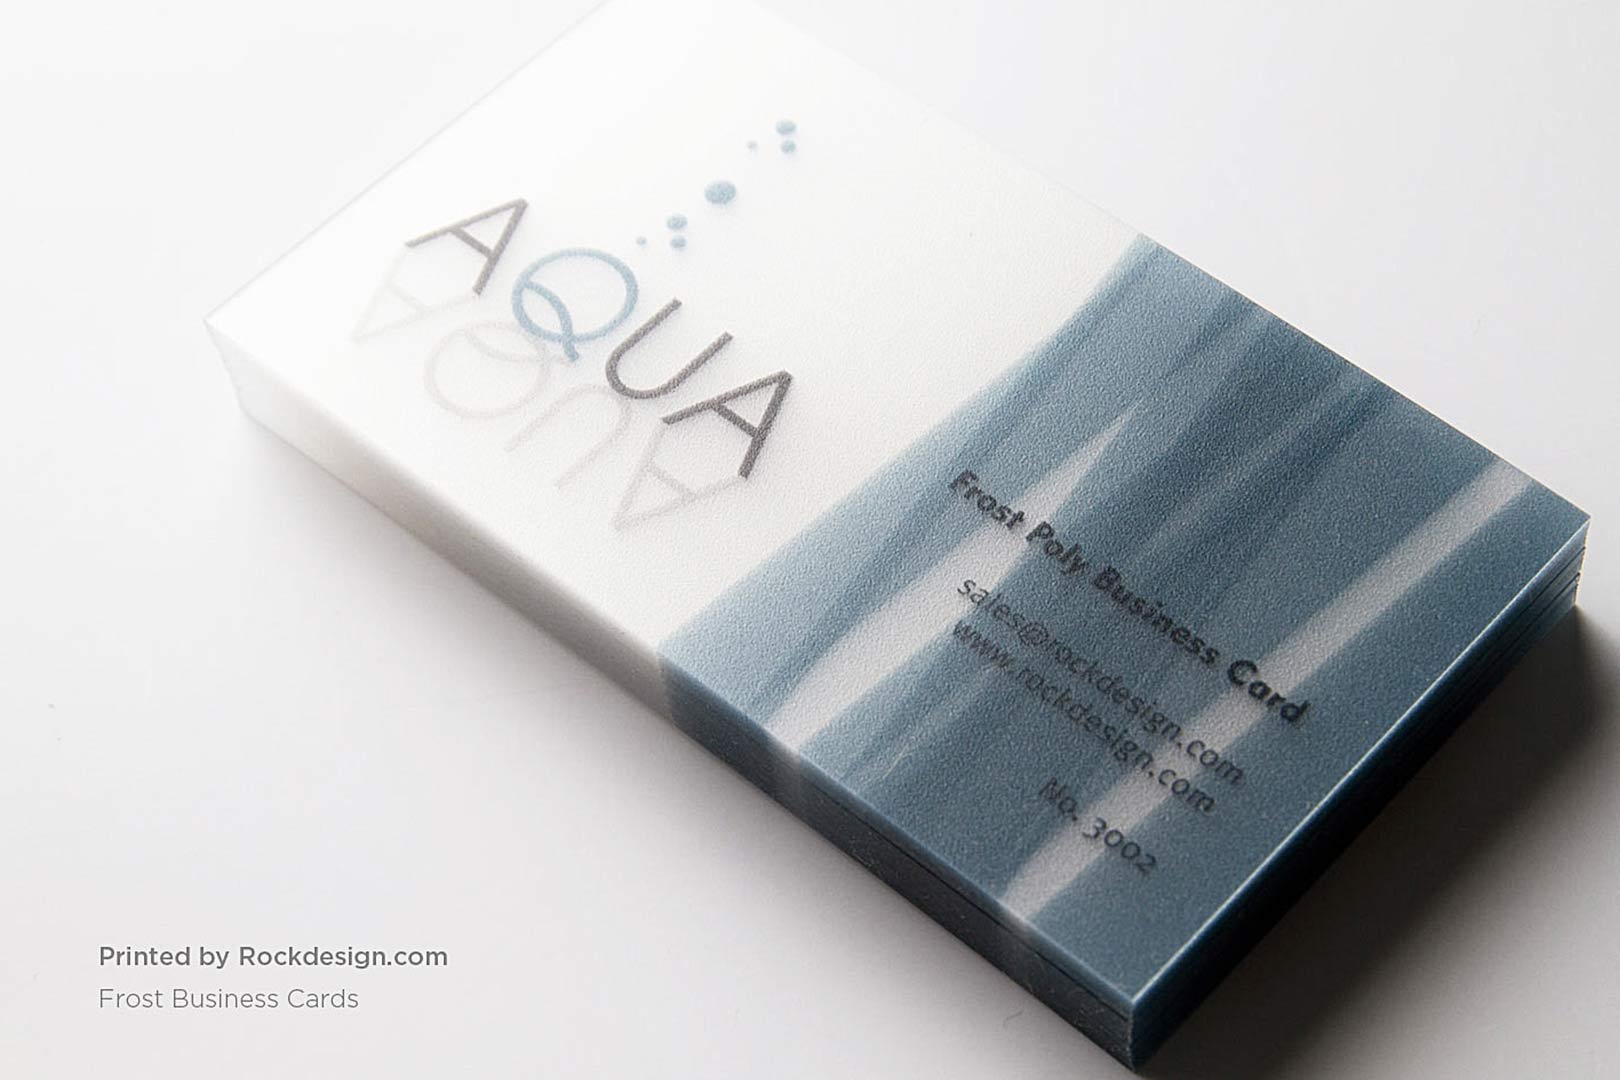 AQUA
Frost Poly Business Card
sales@rockdesign.com
www.rockdesign.com
No. 3002
Printed by Rockdesign.com
Frost Business Cards